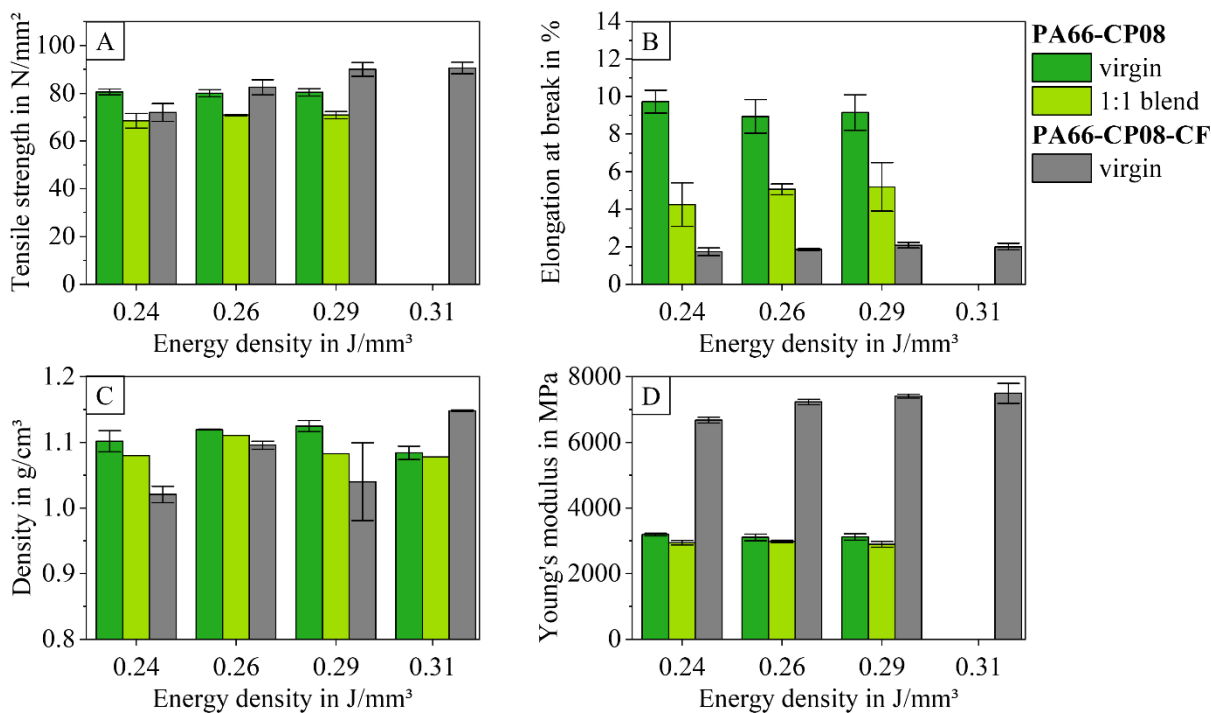 A
Tensile strength in N/mm²
100
80
60
40
20
0
0.24 0.26 0.29 0.31
Energy density in J/mm³
B
Elongation at break in %
14
12
10
8
6
4
2
0
0.24 0.26 0.29 0.31
Energy density in J/mm³
PA66-CP08
virgin
1:1 blend
PA66-CP08-CF
virgin
C
Density in g/cm³
1.2
1.1
1.0
0.9
0.8
0.24 0.26 0.29 0.31
Energy density in J/mm³
D
Young's modulus in MPa
8000
6000
4000
2000
0
0.24 0.26 0.29 0.31
Energy density in J/mm³